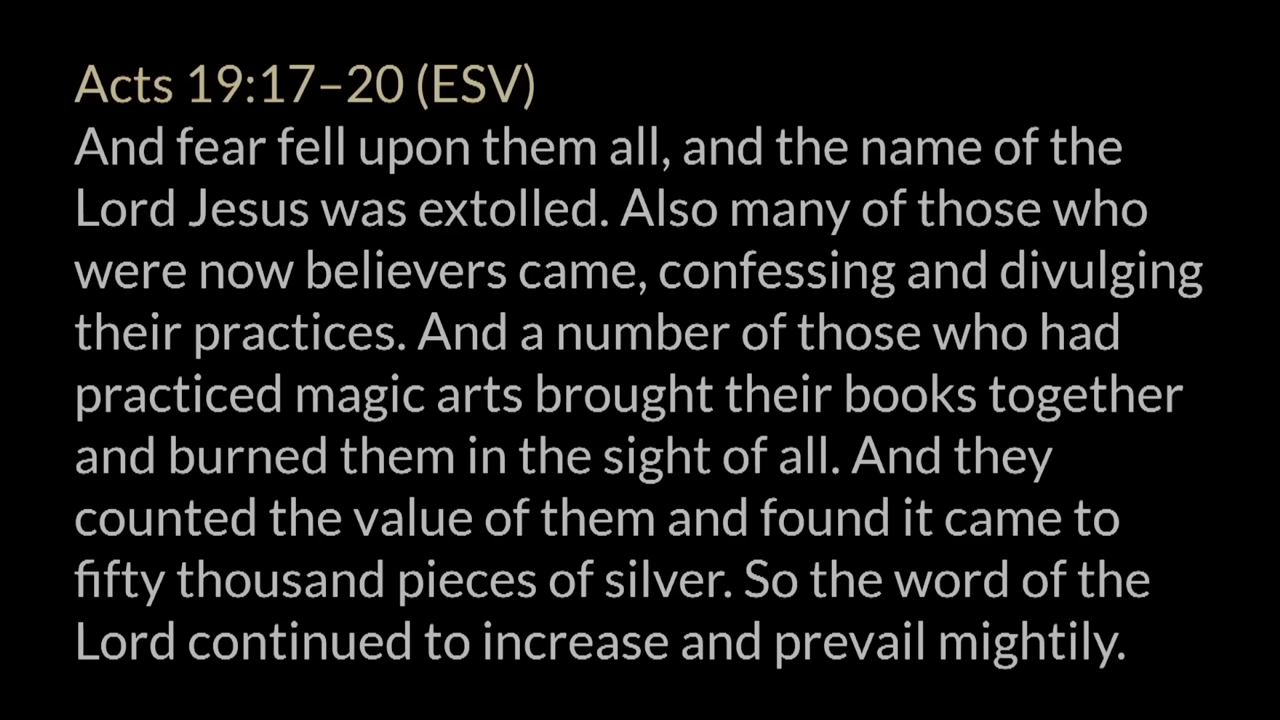 Acts 19:17–20 (ESV)
And fear fell upon them all, and the name of the
Lord Jesus was extolled. Also many of those who
were now believers came, confessing and divulging
their practices. And a number of those who had
practiced magic arts brought their books together
and burned them in the sight of all. And they
counted the value of them and found it came to
fifty thousand pieces of silver. So the word of the
Lord continued to increase and prevail mightily.